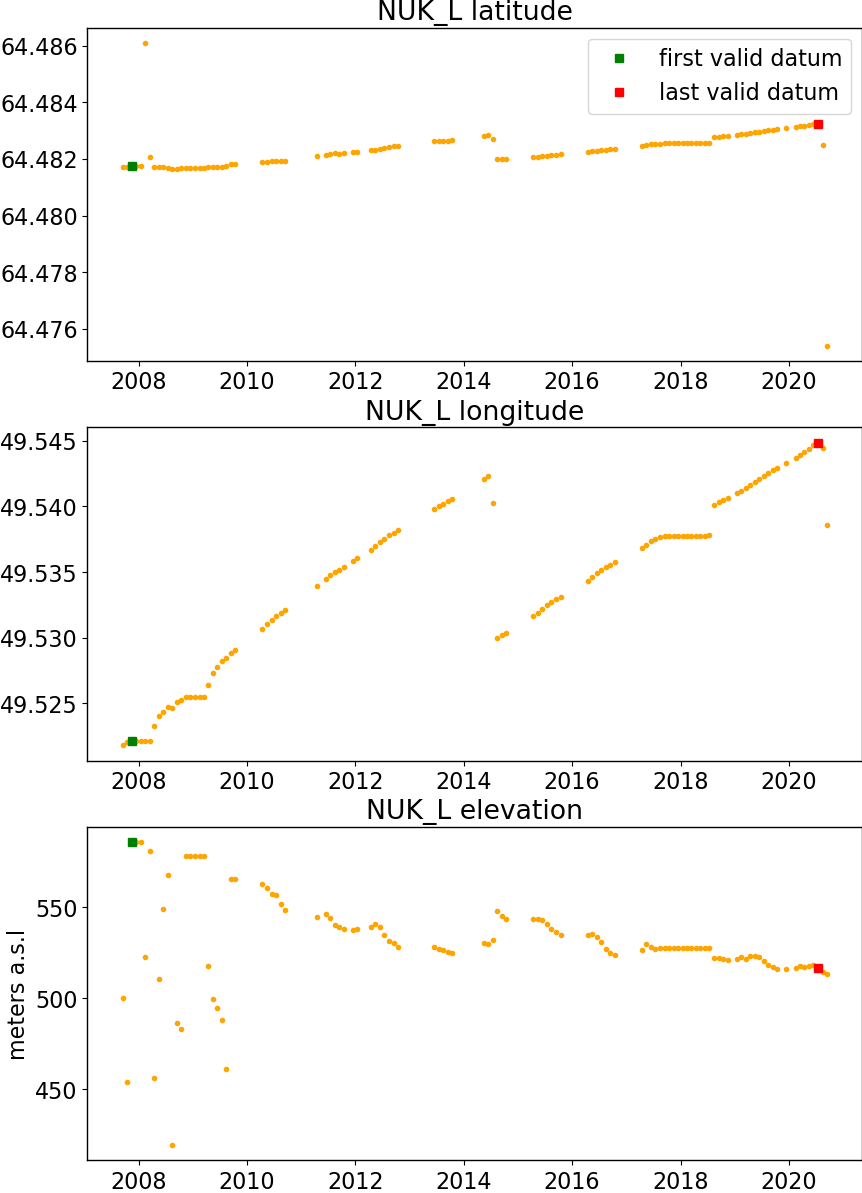 NUK_L latitude
64.486
64.484
64.482
64.480
64.478
64.476
first valid datum
last valid datum
2008 2010 2012 2014 2016 2018 2020
NUK_L longitude
49.545
49.540
49.535
49.530
49.525
2008 2010 2012 2014 2016 2018 2020
NUK_L elevation
meters a.s.l
550
500
450
2008 2010 2012 2014 2016 2018 2020